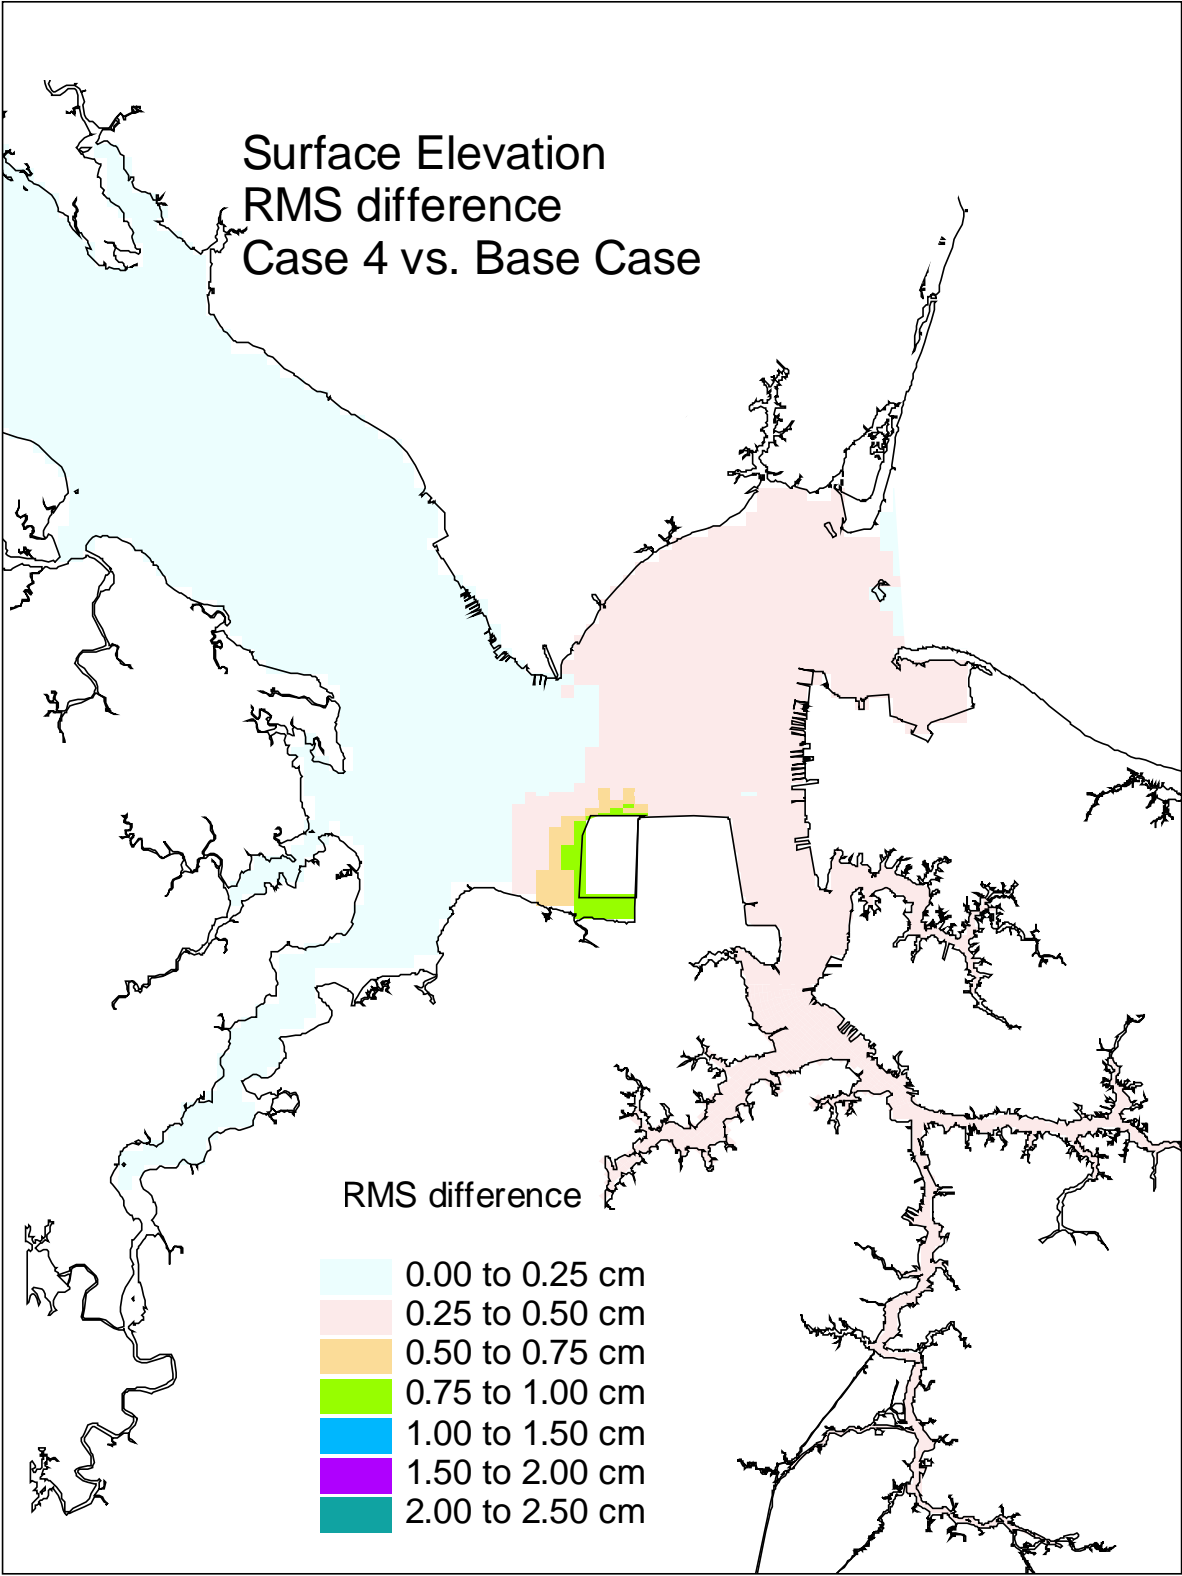 Surface Elevation
RMS difference
Case 4 vs. Base Case
RMS difference
0.00 to 0.25 cm
0.25 to 0.50 cm
0.50 to 0.75 cm
0.75 to 1.00 cm
1.00 to 1.50 cm
1.50 to 2.00 cm
2.00 to 2.50 cm